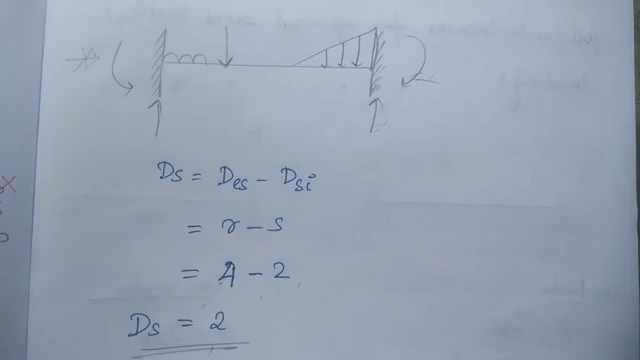 Ds = Des - Dsi
= r - s
= 4 - 2
Ds = 2